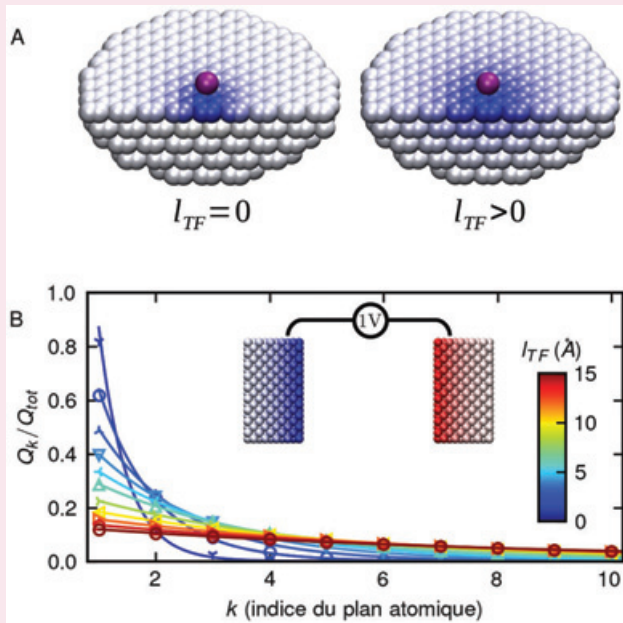 A
l_TF = 0
l_TF > 0
B
1V
l_TF (Å)
15
10
5
0
Q_k / Q_tot
1.0
0.8
0.6
0.4
0.2
0.0
2
4
6
8
10
k (indice du plan atomique)